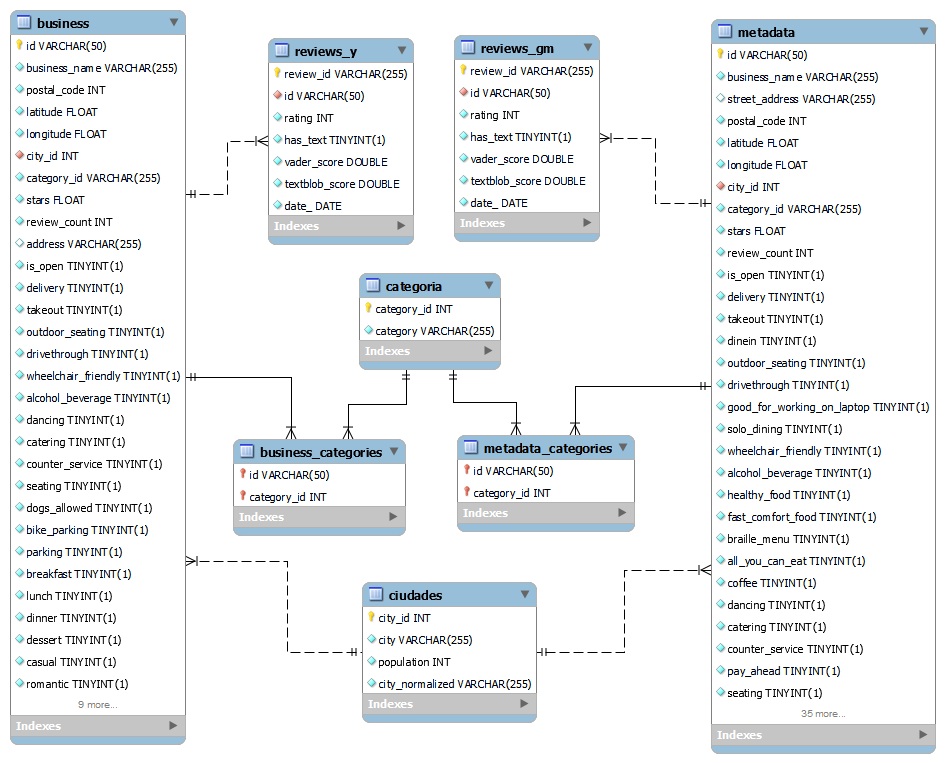 business
id VARCHAR(50)
business_name VARCHAR(255)
postal_code INT
latitude FLOAT
longitude FLOAT
city_id INT
category_id VARCHAR(255)
stars FLOAT
review_count INT
address VARCHAR(255)
is_open TINYINT(1)
delivery TINYINT(1)
takeout TINYINT(1)
outdoor_seating TINYINT(1)
drivethrough TINYINT(1)
wheelchair_friendly TINYINT(1)
alcohol_beverage TINYINT(1)
dancing TINYINT(1)
catering TINYINT(1)
counter_service TINYINT(1)
seating TINYINT(1)
dogs_allowed TINYINT(1)
bike_parking TINYINT(1)
parking TINYINT(1)
breakfast TINYINT(1)
lunch TINYINT(1)
dinner TINYINT(1)
dessert TINYINT(1)
casual TINYINT(1)
romantic TINYINT(1)
9 more...
Indexes
reviews_y
review_id VARCHAR(255)
id VARCHAR(50)
rating INT
has_text TINYINT(1)
vader_score DOUBLE
textblob_score DOUBLE
date_ DATE
Indexes
reviews_gm
review_id VARCHAR(255)
id VARCHAR(50)
rating INT
has_text TINYINT(1)
vader_score DOUBLE
textblob_score DOUBLE
date_ DATE
Indexes
categoria
category_id INT
category VARCHAR(255)
Indexes
business_categories
id VARCHAR(50)
category_id INT
Indexes
metadata_categories
id VARCHAR(50)
category_id INT
Indexes
ciudades
city_id INT
city VARCHAR(255)
population INT
city_normalized VARCHAR(255)
Indexes
metadata
id VARCHAR(50)
business_name VARCHAR(255)
street_address VARCHAR(255)
postal_code INT
latitude FLOAT
longitude FLOAT
city_id INT
category_id VARCHAR(255)
stars FLOAT
review_count INT
is_open TINYINT(1)
delivery TINYINT(1)
takeout TINYINT(1)
dinein TINYINT(1)
outdoor_seating TINYINT(1)
drivethrough TINYINT(1)
good_for_working_on_laptop TINYINT(1)
solo_dining TINYINT(1)
wheelchair_friendly TINYINT(1)
alcohol_beverage TINYINT(1)
healthy_food TINYINT(1)
fast_comfort_food TINYINT(1)
braille_menu TINYINT(1)
all_you_can_eat TINYINT(1)
coffee TINYINT(1)
dancing TINYINT(1)
catering TINYINT(1)
counter_service TINYINT(1)
pay_ahead TINYINT(1)
seating TINYINT(1)
35 more...
Indexes